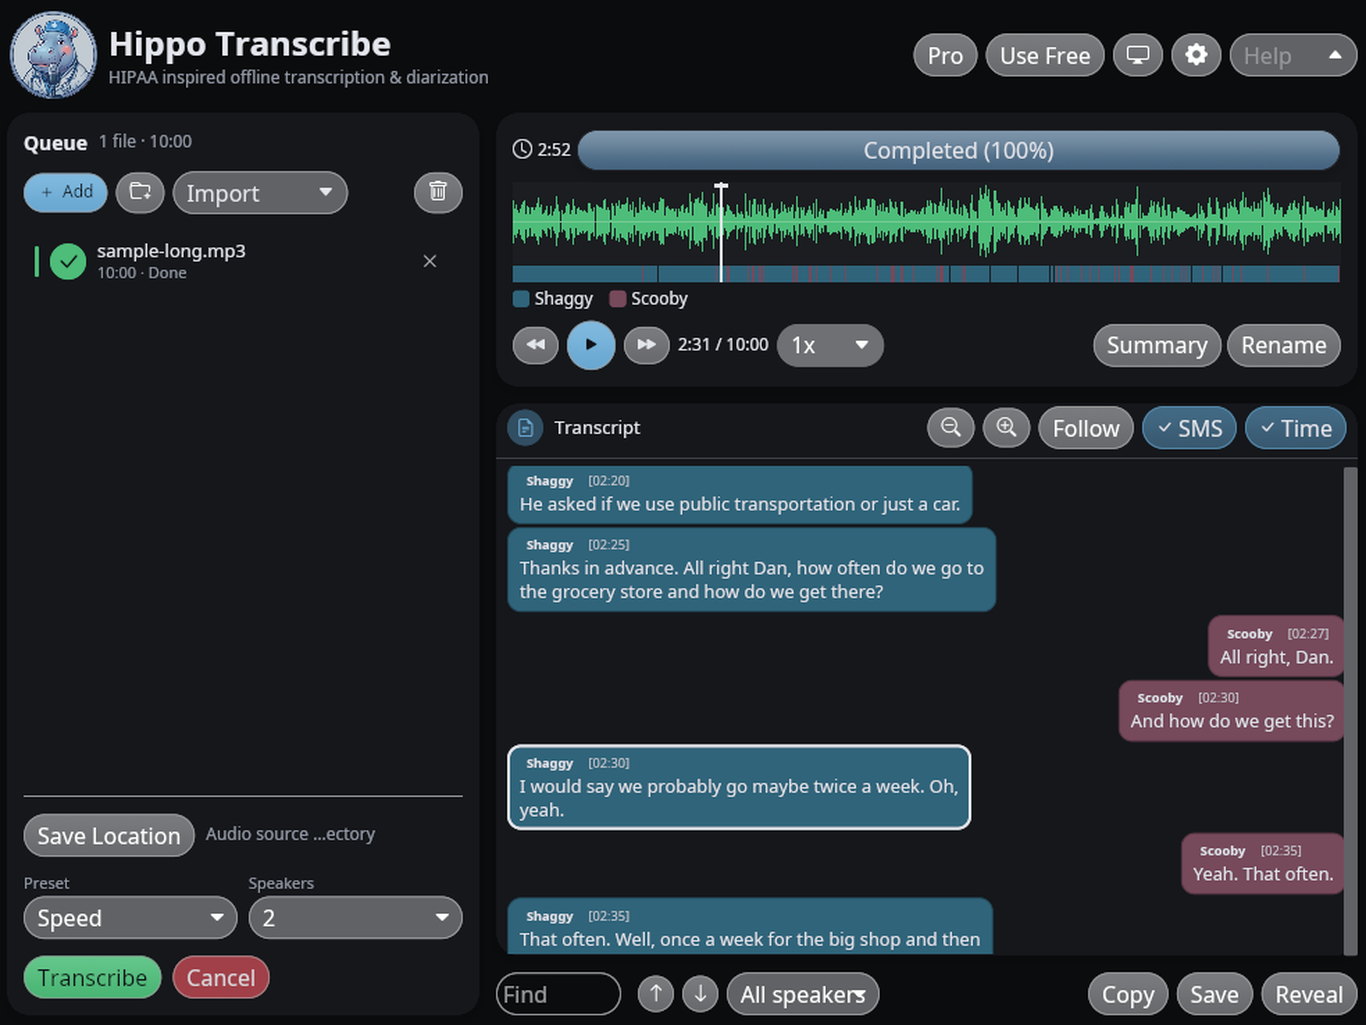 Hippo Transcribe
HIPAA inspired offline transcription & diarization
Pro
Use Free
Help
Queue 1 file · 10:00
+ Add
Import
sample-long.mp3
10:00 · Done
Save Location Audio source ...ectory
Preset
Speakers
Speed
2
Transcribe
Cancel
2:52
Completed (100%)
Shaggy
Scooby
2:31 / 10:00
1x
Summary
Rename
Transcript
Follow
SMS
Time
Shaggy [02:20]
He asked if we use public transportation or just a car.
Shaggy [02:25]
Thanks in advance. All right Dan, how often do we go to
the grocery store and how do we get there?
Scooby [02:27]
All right, Dan.
Scooby [02:30]
And how do we get this?
Shaggy [02:30]
I would say we probably go maybe twice a week. Oh,
yeah.
Scooby [02:35]
Yeah. That often.
Shaggy [02:35]
That often. Well, once a week for the big shop and then
Find
All speakers
Copy
Save
Reveal